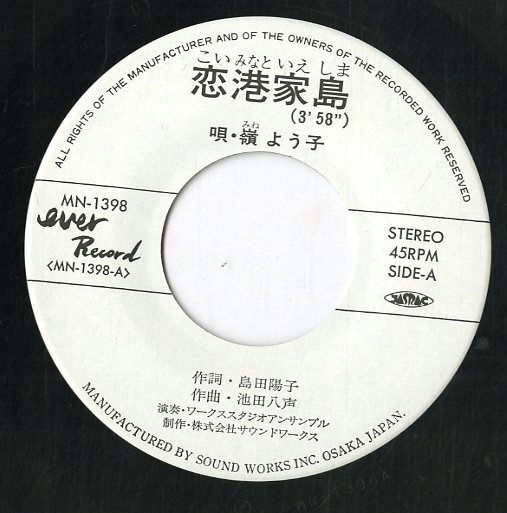 ALL RIGHTS OF THE MANUFACTURER AND OF THE OWNERS OF THE RECORDED WORK RESERVED
こい みなと いえ しま
恋港家島
(3'58")
みね
唄・嶺 よう子
MN-1398
ever
Record
〈MN-1398-A〉
STEREO
45RPM
SIDE-A
JASRAC
作詞・島田陽子
作曲・池田八声
演奏・ワークススタジオアンサンブル
制作・株式会社サウンドワークス
MANUFACTURED BY SOUND WORKS INC. OSAKA JAPAN.